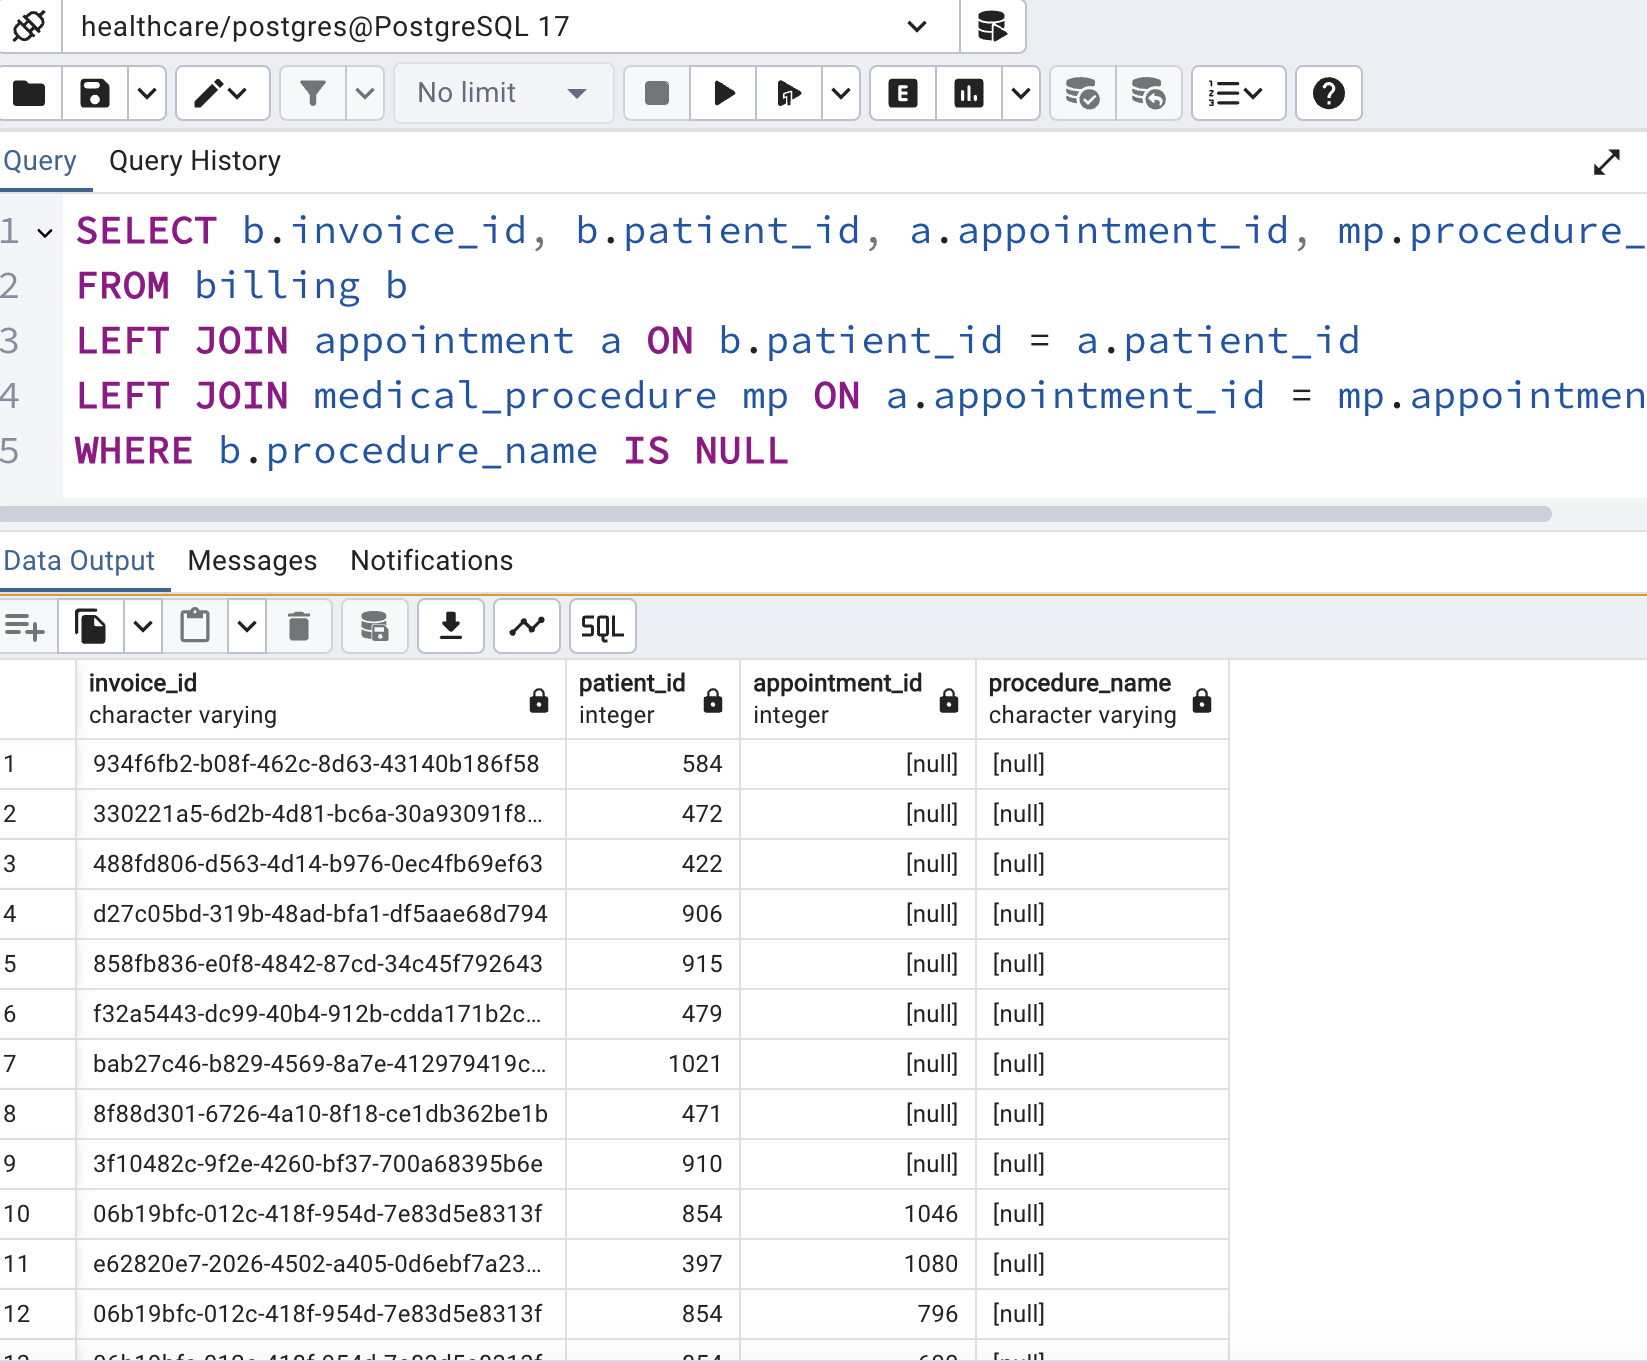 healthcare/postgres@PostgreSQL 17
No limit
Query Query History
1 SELECT b.invoice_id, b.patient_id, a.appointment_id, mp.procedure_
2 FROM billing b
3 LEFT JOIN appointment a ON b.patient_id = a.patient_id
4 LEFT JOIN medical_procedure mp ON a.appointment_id = mp.appointmen
5 WHERE b.procedure_name IS NULL
Data Output Messages Notifications
SQL
invoice_id patient_id appointment_id procedure_name
character varying integer integer character varying
1 934f6fb2-b08f-462c-8d63-43140b186f58 584 [null] [null]
2 330221a5-6d2b-4d81-bc6a-30a93091f8… 472 [null] [null]
3 488fd806-d563-4d14-b976-0ec4fb69ef63 422 [null] [null]
4 d27c05bd-319b-48ad-bfa1-df5aae68d794 906 [null] [null]
5 858fb836-e0f8-4842-87cd-34c45f792643 915 [null] [null]
6 f32a5443-dc99-40b4-912b-cdda171b2c… 479 [null] [null]
7 bab27c46-b829-4569-8a7e-412979419c… 1021 [null] [null]
8 8f88d301-6726-4a10-8f18-ce1db362be1b 471 [null] [null]
9 3f10482c-9f2e-4260-bf37-700a68395b6e 910 [null] [null]
10 06b19bfc-012c-418f-954d-7e83d5e8313f 854 1046 [null]
11 e62820e7-2026-4502-a405-0d6ebf7a23… 397 1080 [null]
12 06b19bfc-012c-418f-954d-7e83d5e8313f 854 796 [null]